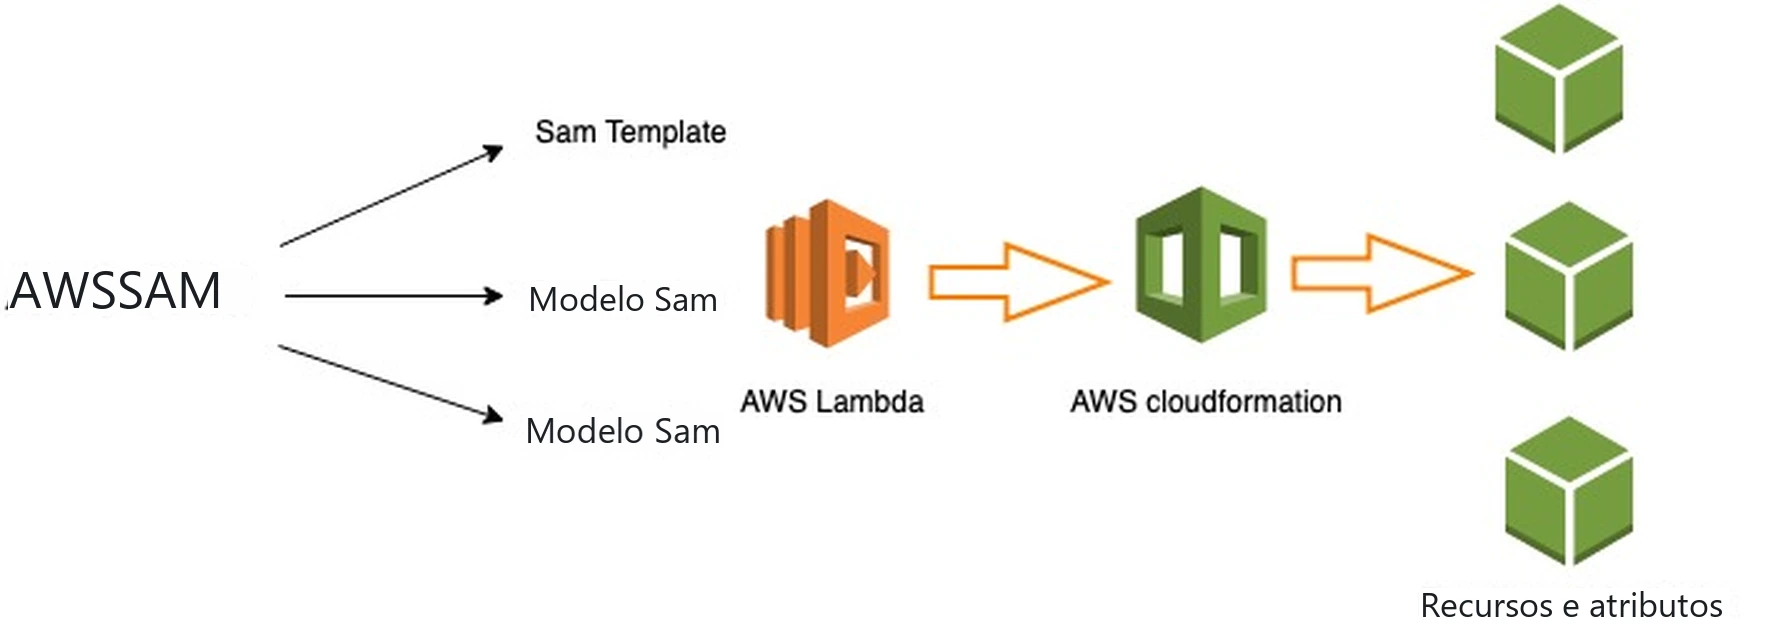 Sam Template
AWSSAM
Modelo Sam
AWS Lambda
AWS cloudformation
Modelo Sam
Recursos e atributos